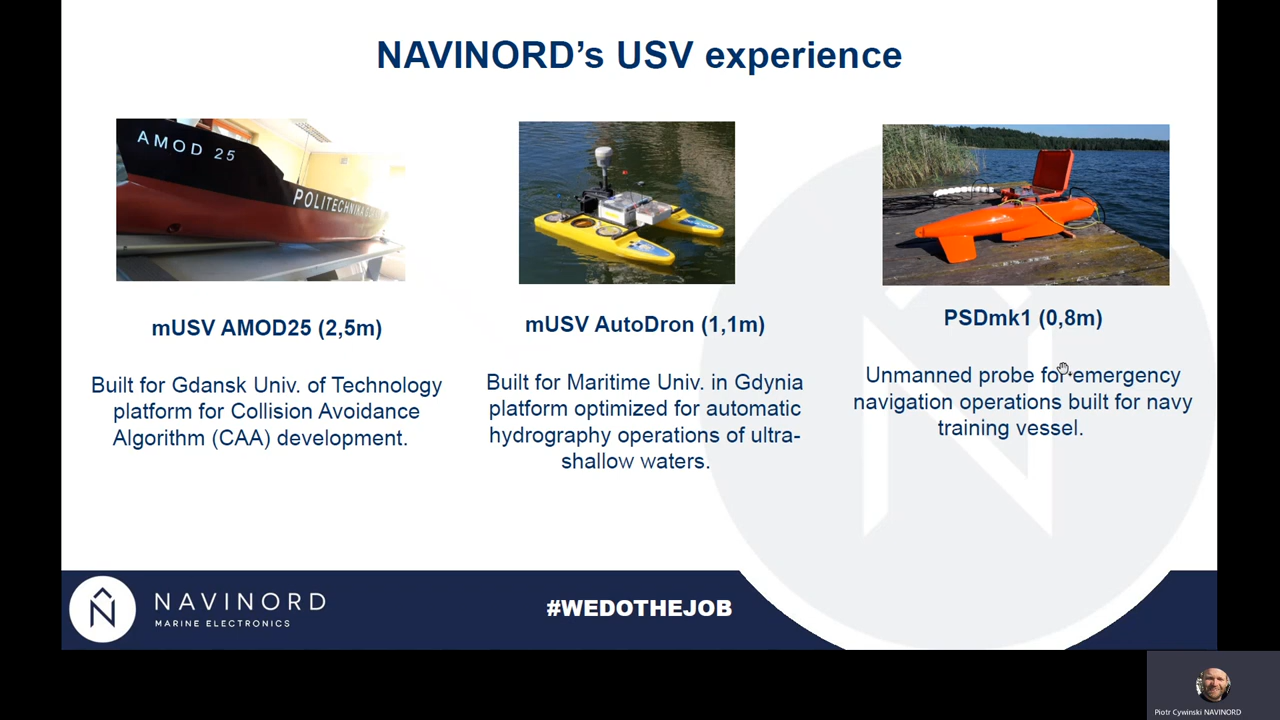 NAVINORD's USV experience
AMOD 25
POLITECHNIKA
mUSV AMOD25 (2,5m)
Built for Gdansk Univ. of Technology
platform for Collision Avoidance
Algorithm (CAA) development.
mUSV AutoDron (1,1m)
Built for Maritime Univ. in Gdynia
platform optimized for automatic
hydrography operations of ultra-
shallow waters.
PSDmk1 (0,8m)
Unmanned probe for emergency
navigation operations built for navy
training vessel.
NAVINORD
MARINE ELECTRONICS
#WEDOTHEJOB
Piotr Cywinski NAVINORD